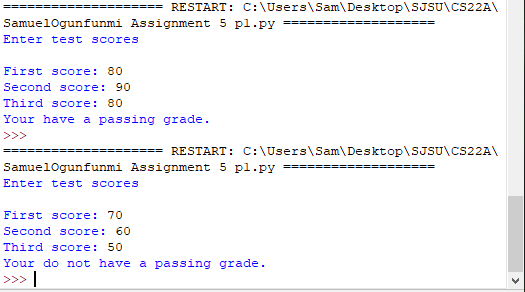 ==================== RESTART: C:\Users\Sam\Desktop\SJSU\CS22A\
SamuelOgunfunmi Assignment 5 p1.py ===================
Enter test scores
First score: 80
Second score: 90
Third score: 80
Your have a passing grade.
>>>
==================== RESTART: C:\Users\Sam\Desktop\SJSU\CS22A\
SamuelOgunfunmi Assignment 5 p1.py ===================
Enter test scores
First score: 70
Second score: 60
Third score: 50
Your do not have a passing grade.
>>>